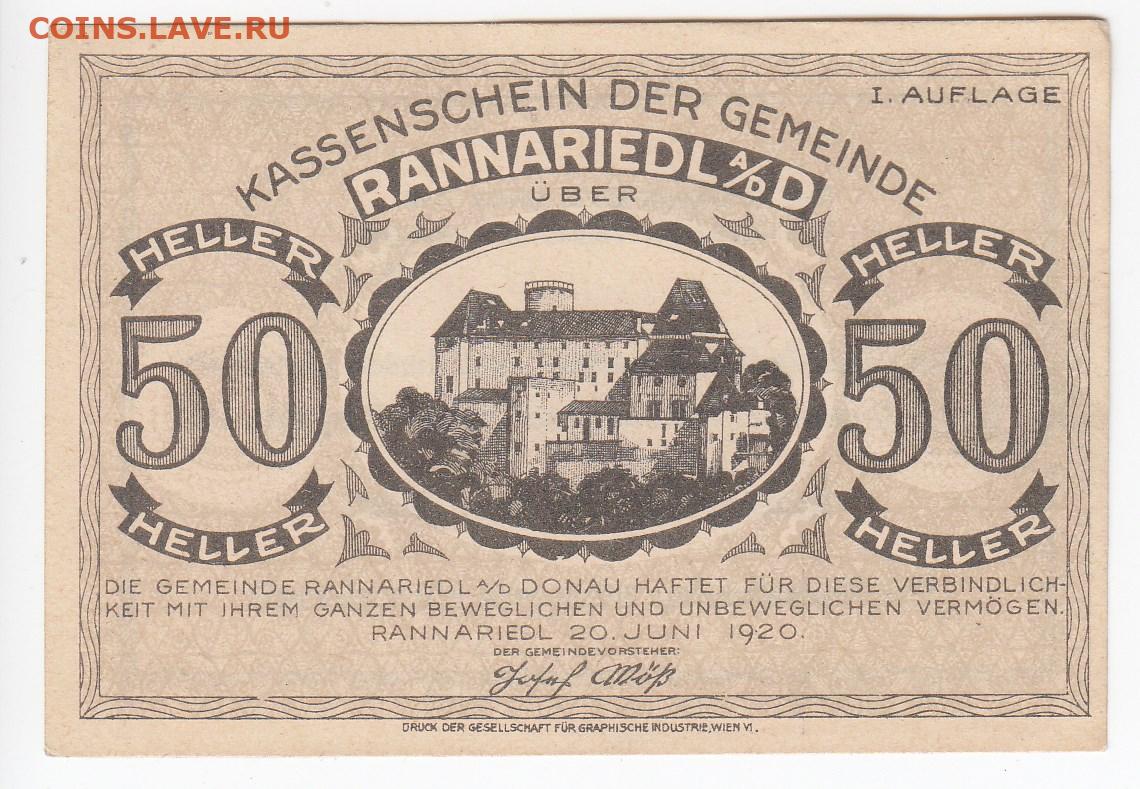 COINS.LAVE.RU
I. AUFLAGE
KASSENSCHEIN DER GEMEINDE
RANNARIEDL A/D D
ÜBER
HELLER
HELLER
50
50
HELLER
HELLER
DIE GEMEINDE RANNARIEDL A/D DONAU HAFTET FÜR DIESE VERBINDLICH-
KEIT MIT IHREM GANZEN BEWEGLICHEN UND UNBEWEGLICHEN VERMÖGEN.
RANNARIEDL 20. JUNI 1920.
DER GEMEINDEVORSTEHER:
Josef Möß
DRUCK DER GESELLSCHAFT FÜR GRAPHISCHE INDUSTRIE, WIEN VI.